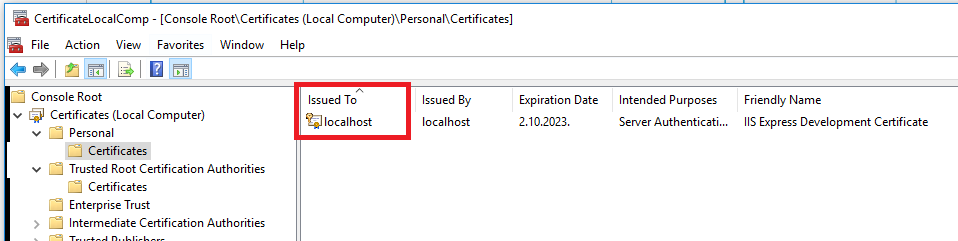 CertificateLocalComp - [Console Root\Certificates (Local Computer)\Personal\Certificates]
File Action View Favorites Window Help
Console Root
Certificates (Local Computer)
Personal
Certificates
Trusted Root Certification Authorities
Certificates
Enterprise Trust
Intermediate Certification Authorities
Trusted Publishers
Issued To Issued By Expiration Date Intended Purposes Friendly Name
localhost localhost 2.10.2023. Server Authenticati... IIS Express Development Certificate